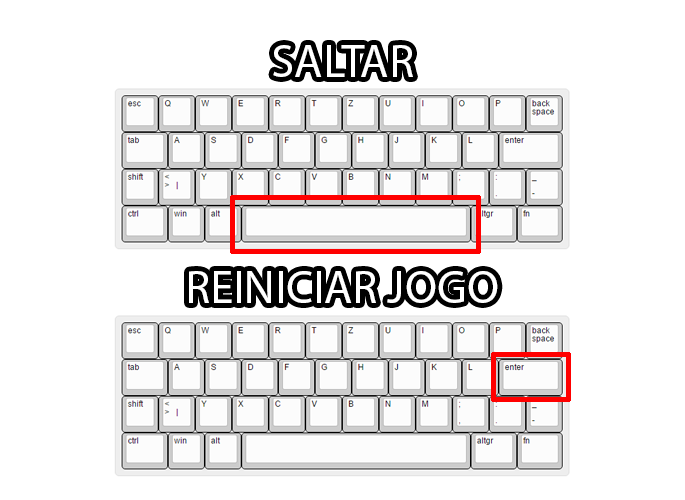 SALTAR
esc Q W E R T Z U I O P back space
tab A S D F G H J K L enter
shift < > | Y X C V B N M ; , : . _ -
ctrl win alt ltgr fn
REINICIAR JOGO
esc Q W E R T Z U I O P back space
tab A S D F G H J K L enter
shift < > | Y X C V B N M ; , : . _ -
ctrl win alt altgr fn